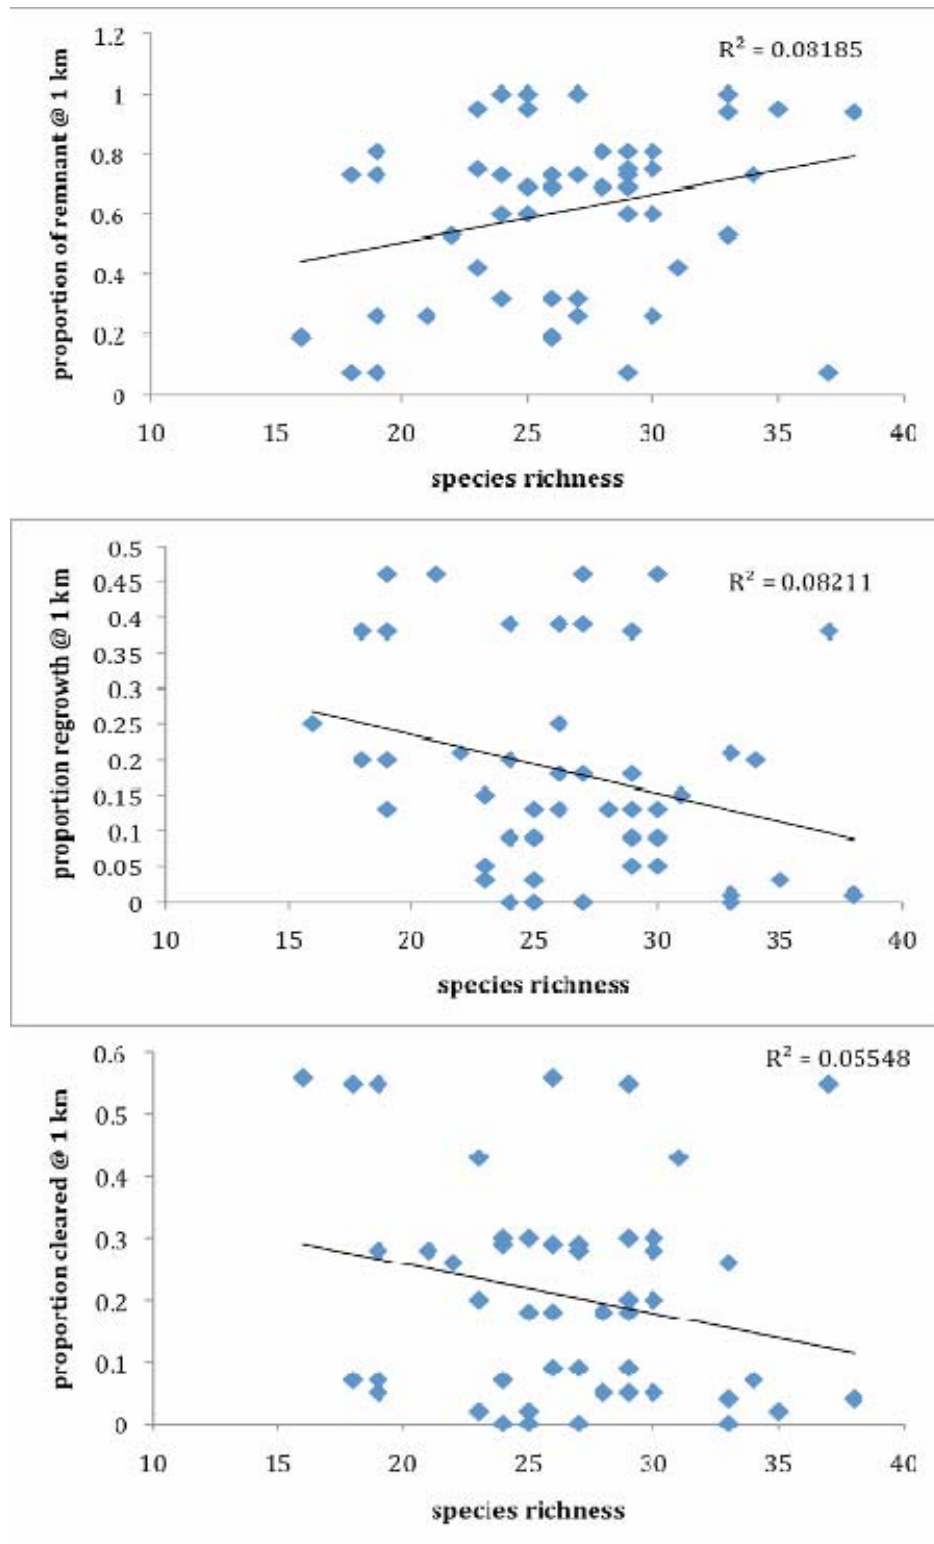 R² = 0.08185
proportion of remnant @ 1 km
1.2
1
0.8
0.6
0.4
0.2
0
10 15 20 25 30 35 40
species richness
R² = 0.08211
proportion regrowth @ 1 km
0.5
0.45
0.4
0.35
0.3
0.25
0.2
0.15
0.1
0.05
0
10 15 20 25 30 35 40
species richness
R² = 0.05548
proportion cleared @ 1 km
0.6
0.5
0.4
0.3
0.2
0.1
0
10 15 20 25 30 35 40
species richness